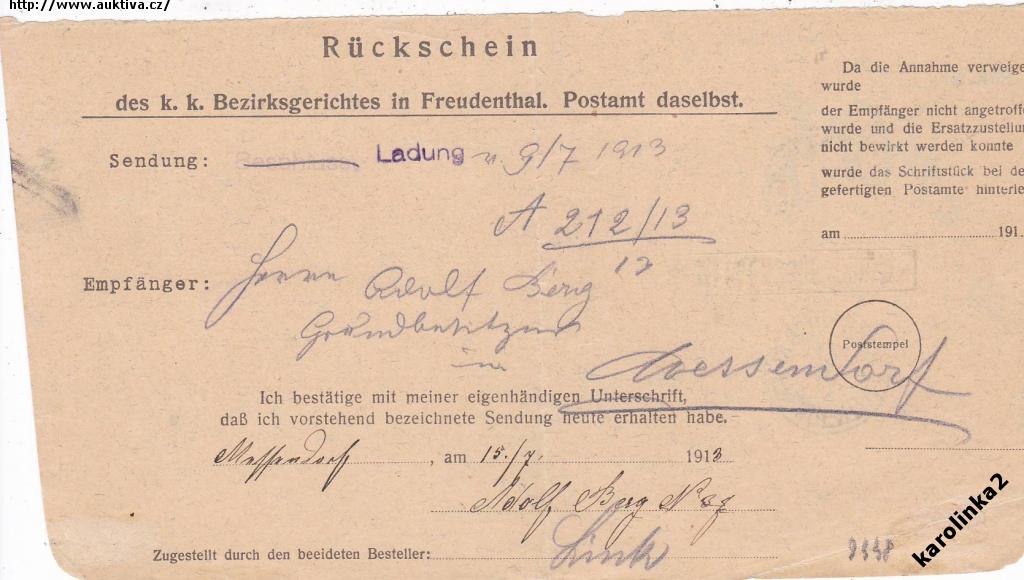 http://www.auktiva.cz/
Rückschein
des k. k. Bezirksgerichtes in Freudenthal. Postamt daselbst.
Sendung: Ladung v. 9/7 1913
A 212/13
12
Empfänger: Herrn Adolf Berg
Grundbesitzer
in Messendorf
Ich bestätige mit meiner eigenhändigen Unterschrift,
daß ich vorstehend bezeichnete Sendung heute erhalten habe.
Messendorf, am 15./7. 1913
Adolf Berg
Zugestellt durch den beeideten Besteller: Link
Da die Annahme verweige
wurde
der Empfänger nicht angetroffe
wurde und die Ersatzzustellun
nicht bewirkt werden konnte
wurde das Schriftstück bei de
gefertigten Postamte hinterle
am 191
Poststempel
karolinka2